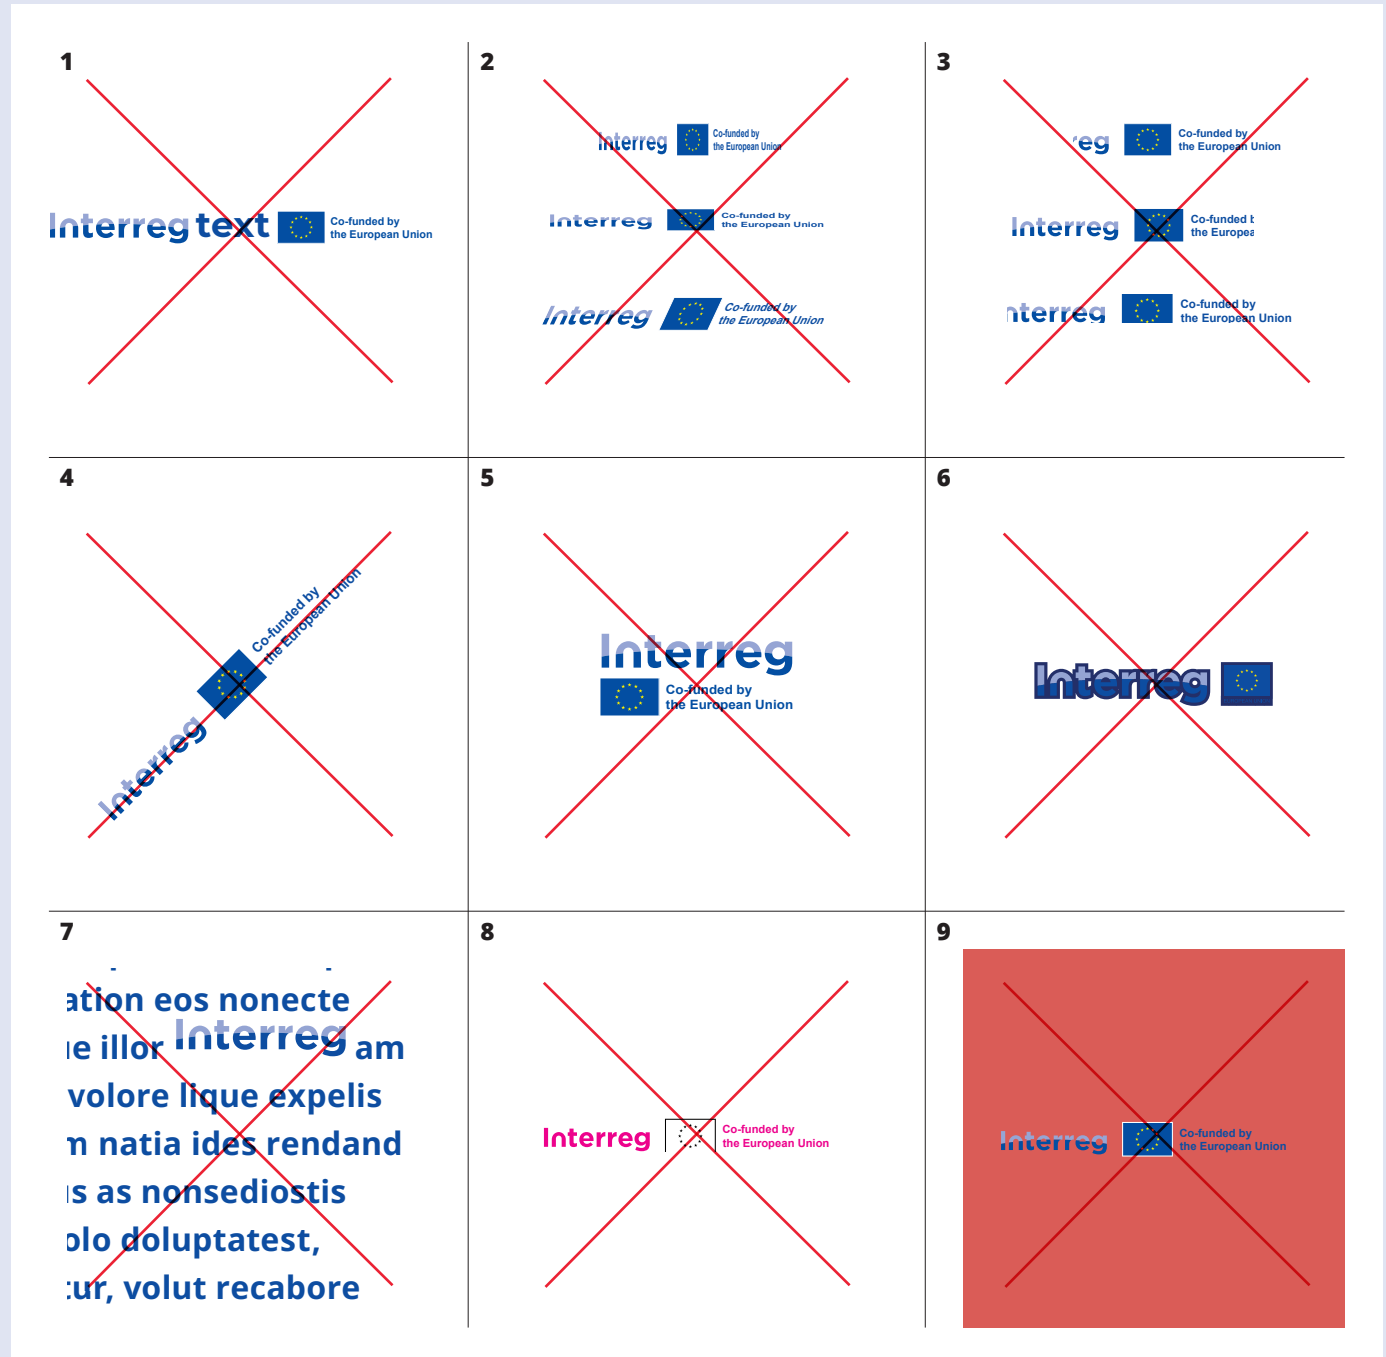 1
Interreg text Co-funded by
the European Union
2
Interreg Co-funded by
the European Union
Interreg Co-funded by
the European Union
Interreg Co-funded by
the European Union
3
reg Co-funded by
the European Union
Interreg Co-funded b
the Europea
nterreg Co-funded by
the European Union
4
Interreg Co-funded by
the European Union
5
Interreg
Co-funded by
the European Union
6
Interreg
7
ation eos nonecte
ue illor Interreg am
volore lique expelis
m natia ides rendand
us as nonsediostis
olo doluptatest,
tur, volut recabore
8
Interreg Co-funded by
the European Union
9
Interreg Co-funded by
the European Union